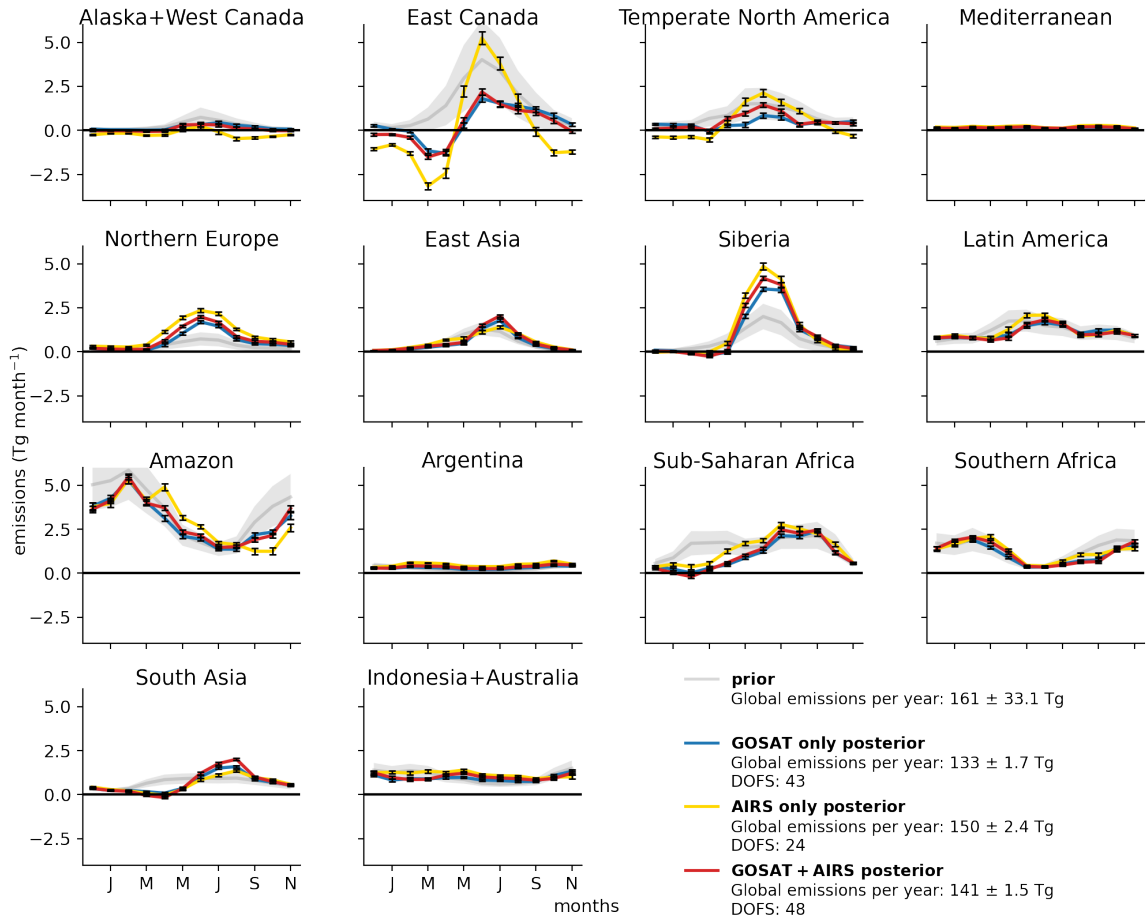 Alaska+West Canada
East Canada
Temperate North America
Mediterranean
5.0
2.5
0.0
−2.5
Northern Europe
East Asia
Siberia
Latin America
5.0
2.5
0.0
−2.5
emissions (Tg month⁻¹)
Amazon
Argentina
Sub-Saharan Africa
Southern Africa
5.0
2.5
0.0
−2.5
South Asia
Indonesia+Australia
5.0
2.5
0.0
−2.5
J M M J S N
J M M J S N
months
prior
Global emissions per year: 161 ± 33.1 Tg
GOSAT only posterior
Global emissions per year: 133 ± 1.7 Tg
DOFS: 43
AIRS only posterior
Global emissions per year: 150 ± 2.4 Tg
DOFS: 24
GOSAT + AIRS posterior
Global emissions per year: 141 ± 1.5 Tg
DOFS: 48